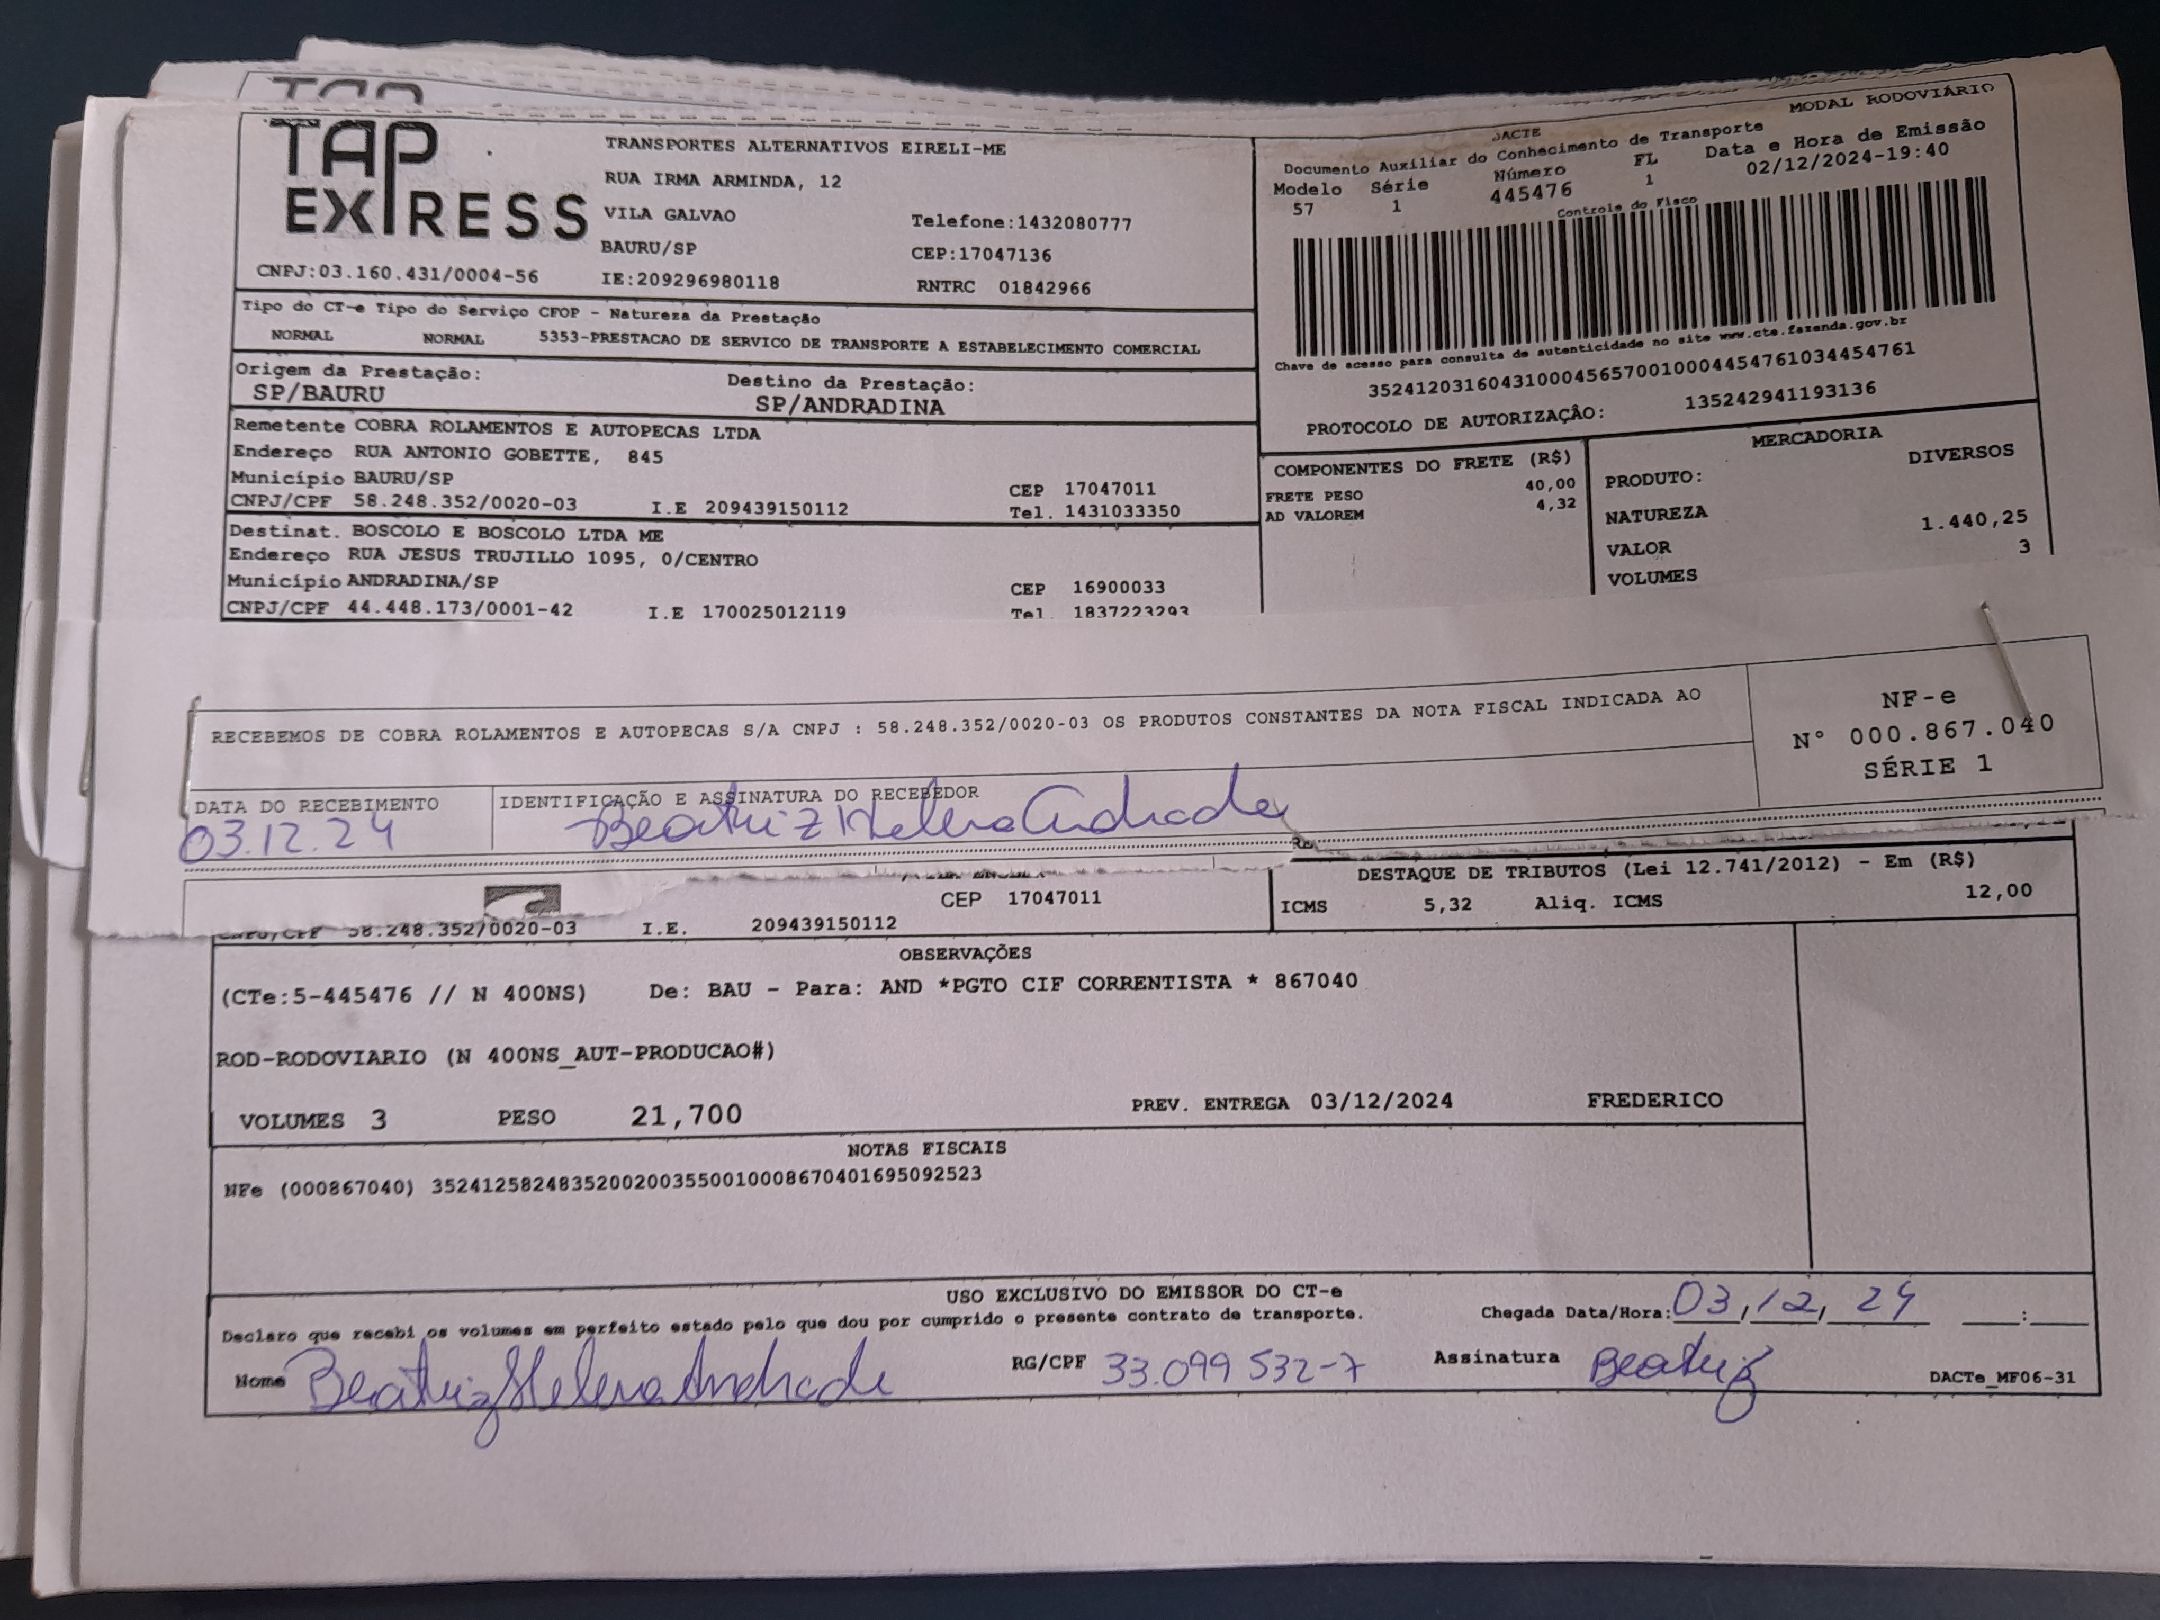 TAP
TAP
EXPRESS
TRANSPORTES ALTERNATIVOS EIRELI-ME
RUA IRMA ARMINDA, 12
VILA GALVAO
Telefone:1432080777
BAURU/SP
CEP:17047136
CNPJ:03.160.431/0004-56
IE:209296980118
RNTRC 01842966
MODAL RODOVIÁRIO
DACTE
Documento Auxiliar do Conhecimento de Transporte
Modelo Série Número FL Data e Hora de Emissão
57 1 445476 1 02/12/2024-19:40
Controle do Fisco
Chave de acesso para consulta de autenticidade no site www.cte.fazenda.gov.br
35241203160431000456570010004454761034454761
PROTOCOLO DE AUTORIZAÇÂO: 135242941193136
Tipo do CT-e Tipo do Serviço CFOP - Natureza da Prestação
NORMAL NORMAL 5353-PRESTACAO DE SERVICO DE TRANSPORTE A ESTABELECIMENTO COMERCIAL
Origem da Prestação: Destino da Prestação:
SP/BAURU SP/ANDRADINA
Remetente COBRA ROLAMENTOS E AUTOPECAS LTDA
Endereço RUA ANTONIO GOBETTE, 845
Município BAURU/SP CEP 17047011
CNPJ/CPF 58.248.352/0020-03 I.E 209439150112 Tel. 1431033350
Destinat. BOSCOLO E BOSCOLO LTDA ME
Endereço RUA JESUS TRUJILLO 1095, 0/CENTRO
Município ANDRADINA/SP CEP 16900033
CNPJ/CPF 44.448.173/0001-42 I.E 170025012119 Tel. 1837223293
COMPONENTES DO FRETE (R$)
FRETE PESO 40,00
AD VALOREM 4,32
MERCADORIA
PRODUTO: DIVERSOS
NATUREZA
VALOR 1.440,25
VOLUMES 3
RECEBEMOS DE COBRA ROLAMENTOS E AUTOPECAS S/A CNPJ : 58.248.352/0020-03 OS PRODUTOS CONSTANTES DA NOTA FISCAL INDICADA AO
NF-e
N° 000.867.040
SÉRIE 1
DATA DO RECEBIMENTO
IDENTIFICAÇÃO E ASSINATURA DO RECEBEDOR
03.12.24
Beatriz Helena Andrade
CEP 17047011
CNPJ/CPF 58.248.352/0020-03 I.E. 209439150112
DESTAQUE DE TRIBUTOS (Lei 12.741/2012) - Em (R$)
ICMS 5,32 Aliq. ICMS 12,00
OBSERVAÇÕES
(CTe:5-445476 // N 400NS) De: BAU - Para: AND *PGTO CIF CORRENTISTA * 867040
ROD-RODOVIARIO (N 400NS_AUT-PRODUCAO#)
VOLUMES 3 PESO 21,700 PREV. ENTREGA 03/12/2024 FREDERICO
NOTAS FISCAIS
NFe (000867040) 35241258248352002003550010008670401695092523
USO EXCLUSIVO DO EMISSOR DO CT-e
Declaro que recebi os volumes em perfeito estado pelo que dou por cumprido o presente contrato de transporte.
Chegada Data/Hora: 03,12,24 :
Nome Beatriz Helena Andrade RG/CPF 33.099 532-7 Assinatura Beatriz
DACTe_MF06-31